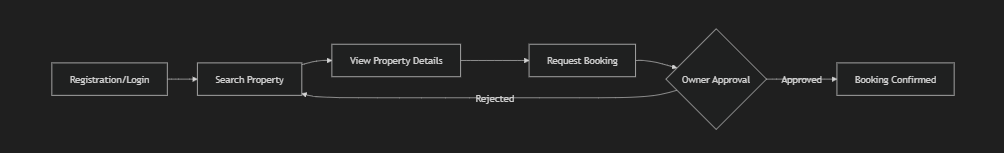 Registration/Login
Search Property
View Property Details
Request Booking
Owner Approval
Approved
Booking Confirmed
Rejected